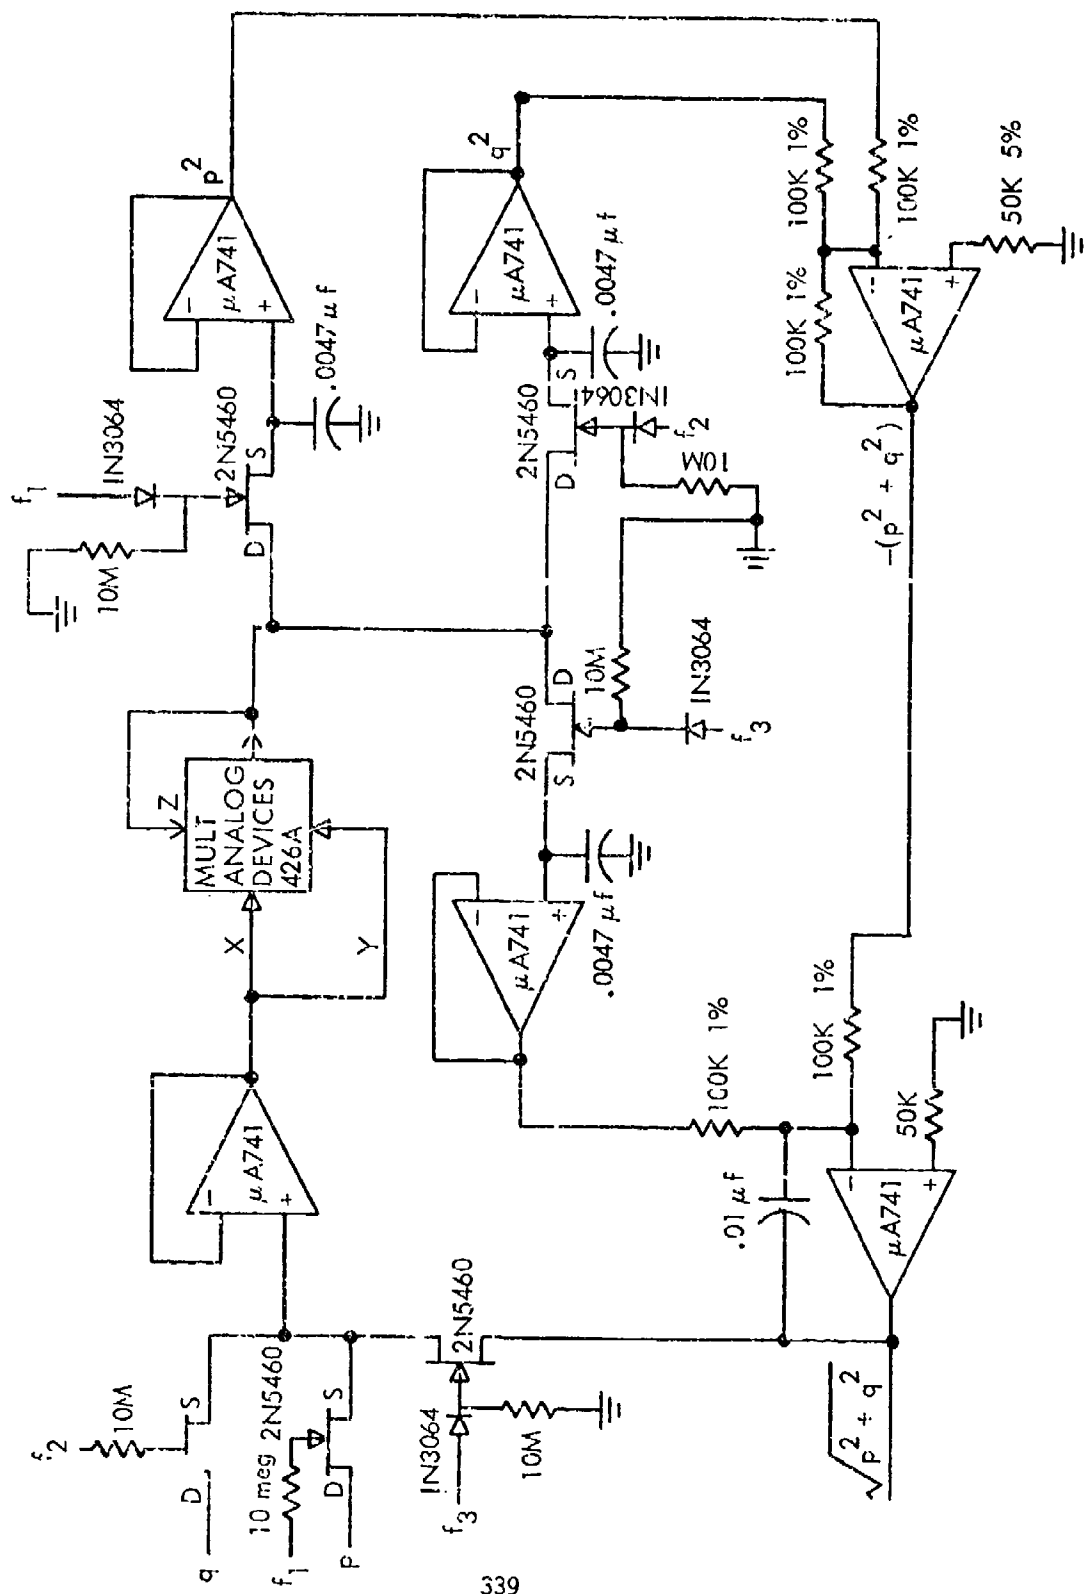 f1
10M
IN3064
2N5460
D
S
.0047 μf
μA741
-
+
p2
MULT
ANALOG
DEVICES
426A
X
Y
Z
μA741
-
+
q2
μA741
-
+
.0047 μf
2N5460
D
S
IN3064
f2
10M
2N5460
S
D
10M
IN3064
f3
μA741
-
+
.0047 μf
100K 1%
100K 1%
100K 1%
μA741
-
+
50K 5%
-(p2 + q2)
100K 1%
100K 1%
.01 μf
μA741
-
+
50K
√p2 + q2
f2
10M
q
D
S
2N5460
10 meg
f1
D
S
p
2N5460
IN3064
f3
10M
339